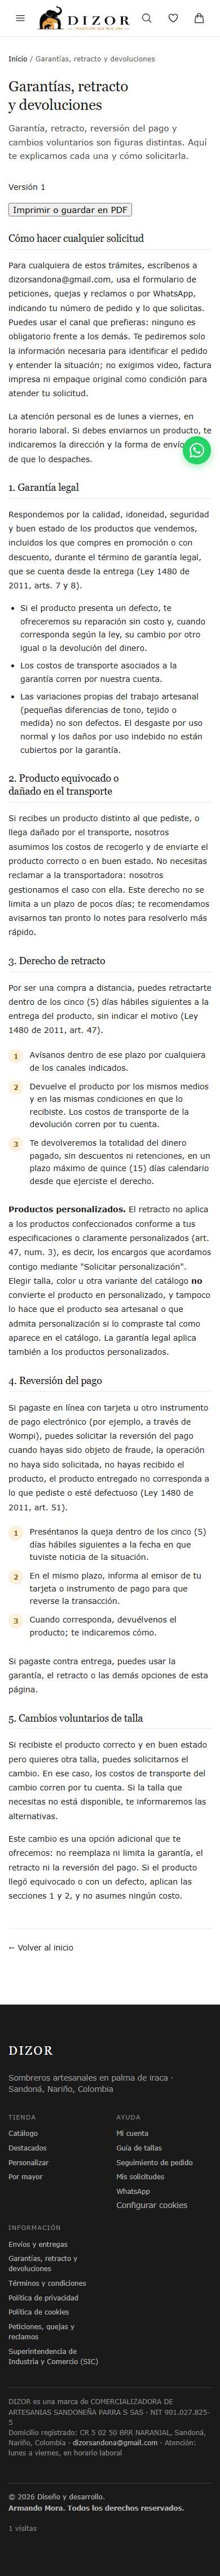 DIZOR
TRADICIÓN QUE NOS UNE
Inicio / Garantías, retracto y devoluciones
Garantías, retracto
y devoluciones
Garantía, retracto, reversión del pago y
cambios voluntarios son figuras distintas. Aquí
te explicamos cada una y cómo solicitarla.
Versión 1
Imprimir o guardar en PDF
Cómo hacer cualquier solicitud
Para cualquiera de estos trámites, escríbenos a
dizorsandona@gmail.com, usa el formulario de
peticiones, quejas y reclamos o por WhatsApp,
indicando tu número de pedido y lo que solicitas.
Puedes usar el canal que prefieras: ninguno es
obligatorio frente a los demás. Te pediremos solo
la información necesaria para identificar el pedido
y entender la situación; no exigimos video, factura
impresa ni empaque original como condición para
atender tu solicitud.
La atención personal es de lunes a viernes, en
horario laboral. Si debes enviarnos un producto, te
indicaremos la dirección y la forma de envío
de que lo despaches.
1. Garantía legal
Respondemos por la calidad, idoneidad, seguridad
y buen estado de los productos que vendemos,
incluidos los que compres en promoción o con
descuento, durante el término de garantía legal,
que se cuenta desde la entrega (Ley 1480 de
2011, arts. 7 y 8).
• Si el producto presenta un defecto, te
ofreceremos su reparación sin costo y, cuando
corresponda según la ley, su cambio por otro
igual o la devolución del dinero.
• Los costos de transporte asociados a la
garantía corren por nuestra cuenta.
• Las variaciones propias del trabajo artesanal
(pequeñas diferencias de tono, tejido o
medida) no son defectos. El desgaste por uso
normal y los daños por uso indebido no están
cubiertos por la garantía.
2. Producto equivocado o
dañado en el transporte
Si recibes un producto distinto al que pediste, o
llega dañado por el transporte, nosotros
asumimos los costos de recogerlo y de enviarte el
producto correcto o en buen estado. No necesitas
reclamar a la transportadora: nosotros
gestionamos el caso con ella. Este derecho no se
limita a un plazo de pocos días; te recomendamos
avisarnos tan pronto lo notes para resolverlo más
rápido.
3. Derecho de retracto
Por ser una compra a distancia, puedes retractarte
dentro de los cinco (5) días hábiles siguientes a la
entrega del producto, sin indicar el motivo (Ley
1480 de 2011, art. 47).
1 Avísanos dentro de ese plazo por cualquiera
de los canales indicados.
2 Devuelve el producto por los mismos medios
y en las mismas condiciones en que lo
recibiste. Los costos de transporte de la
devolución corren por tu cuenta.
3 Te devolveremos la totalidad del dinero
pagado, sin descuentos ni retenciones, en un
plazo máximo de quince (15) días calendario
desde que ejerciste el derecho.
Productos personalizados. El retracto no aplica
a los productos confeccionados conforme a tus
especificaciones o claramente personalizados (art.
47, num. 3), es decir, los encargos que acordamos
contigo mediante "Solicitar personalización".
Elegir talla, color u otra variante del catálogo no
convierte el producto en personalizado, y tampoco
lo hace que el producto sea artesanal o que
admita personalización si lo compraste tal como
aparece en el catálogo. La garantía legal aplica
también a los productos personalizados.
4. Reversión del pago
Si pagaste en línea con tarjeta u otro instrumento
de pago electrónico (por ejemplo, a través de
Wompi), puedes solicitar la reversión del pago
cuando hayas sido objeto de fraude, la operación
no haya sido solicitada, no hayas recibido el
producto, el producto entregado no corresponda a
lo que pediste o esté defectuoso (Ley 1480 de
2011, art. 51).
1 Preséntanos la queja dentro de los cinco (5)
días hábiles siguientes a la fecha en que
tuviste noticia de la situación.
2 En el mismo plazo, informa al emisor de tu
tarjeta o instrumento de pago para que
reverse la transacción.
3 Cuando corresponda, devuélvenos el
producto; te indicaremos cómo.
Si pagaste contra entrega, puedes usar la
garantía, el retracto o las demás opciones de esta
página.
5. Cambios voluntarios de talla
Si recibiste el producto correcto y en buen estado
pero quieres otra talla, puedes solicitarnos el
cambio. En ese caso, los costos de transporte del
cambio corren por tu cuenta. Si la talla que
necesitas no está disponible, te informaremos las
alternativas.
Este cambio es una opción adicional que te
ofrecemos: no reemplaza ni limita la garantía, el
retracto ni la reversión del pago. Si el producto
llegó equivocado o con un defecto, aplican las
secciones 1 y 2, y no asumes ningún costo.
← Volver al inicio
DIZOR
Sombreros artesanales en palma de iraca ·
Sandoná, Nariño, Colombia
TIENDA
Catálogo
Destacados
Personalizar
Por mayor
AYUDA
Mi cuenta
Guía de tallas
Seguimiento de pedido
Mis solicitudes
WhatsApp
Configurar cookies
INFORMACIÓN
Envíos y entregas
Garantías, retracto y
devoluciones
Términos y condiciones
Política de privacidad
Política de cookies
Peticiones, quejas y
reclamos
Superintendencia de
Industria y Comercio (SIC)
DIZOR es una marca de COMERCIALIZADORA DE
ARTESANIAS SANDONEÑA PARRA S SAS · NIT 901.027.825-
5
Domicilio registrado: CR 5 02 50 BRR NARANJAL, Sandoná,
Nariño, Colombia · dizorsandona@gmail.com · Atención:
lunes a viernes, en horario laboral
© 2026 Diseño y desarrollo.
Armando Mora. Todos los derechos reservados.
1 visitas